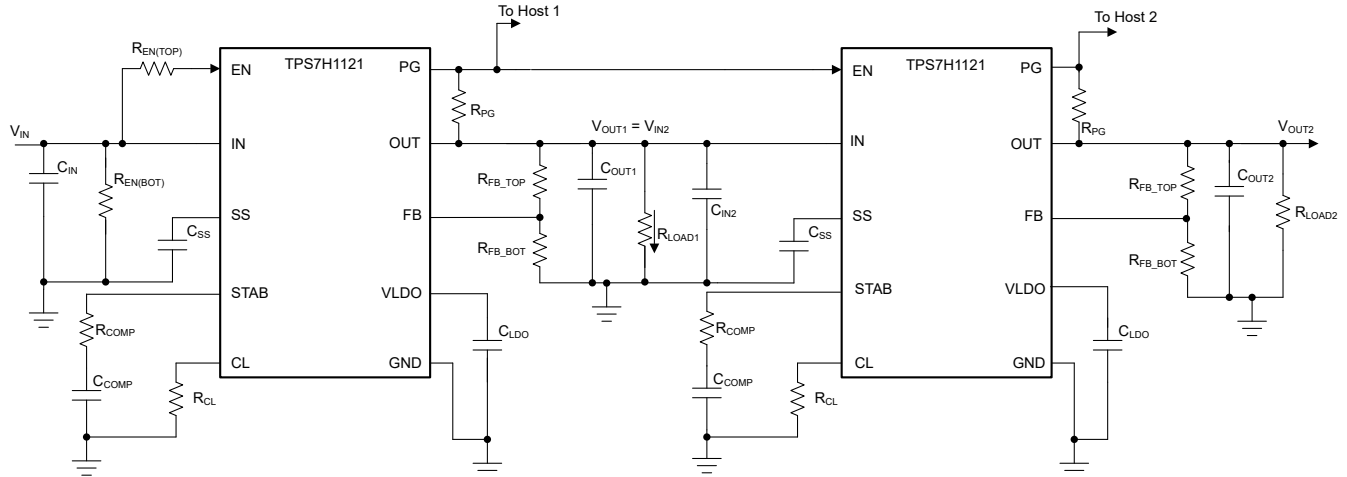 To Host 1
To Host 2
R_EN(TOP)
EN
TPS7H1121
PG
EN
TPS7H1121
PG
R_PG
R_PG
V_IN
V_OUT1 = V_IN2
V_OUT2
IN
OUT
IN
OUT
C_IN
R_EN(BOT)
R_FB_TOP
C_OUT1
C_IN2
R_FB_TOP
C_OUT2
SS
FB
SS
FB
C_SS
R_FB_BOT
R_LOAD1
C_SS
R_FB_BOT
R_LOAD2
STAB
VLDO
STAB
VLDO
R_COMP
C_LDO
R_COMP
C_LDO
CL
GND
CL
GND
C_COMP
R_CL
C_COMP
R_CL